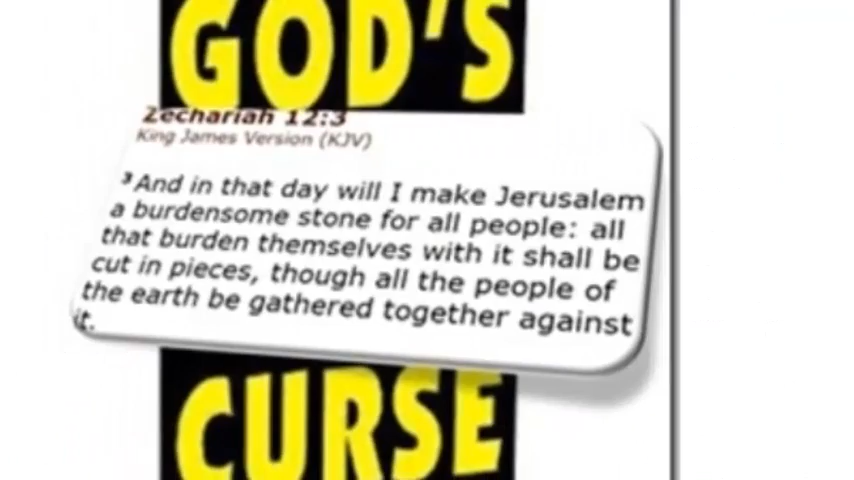 GOD'S
Zechariah 12:3
King James Version (KJV)
3 And in that day will I make Jerusalem
a burdensome stone for all people: all
that burden themselves with it shall be
cut in pieces, though all the people of
the earth be gathered together against
it.
CURSE